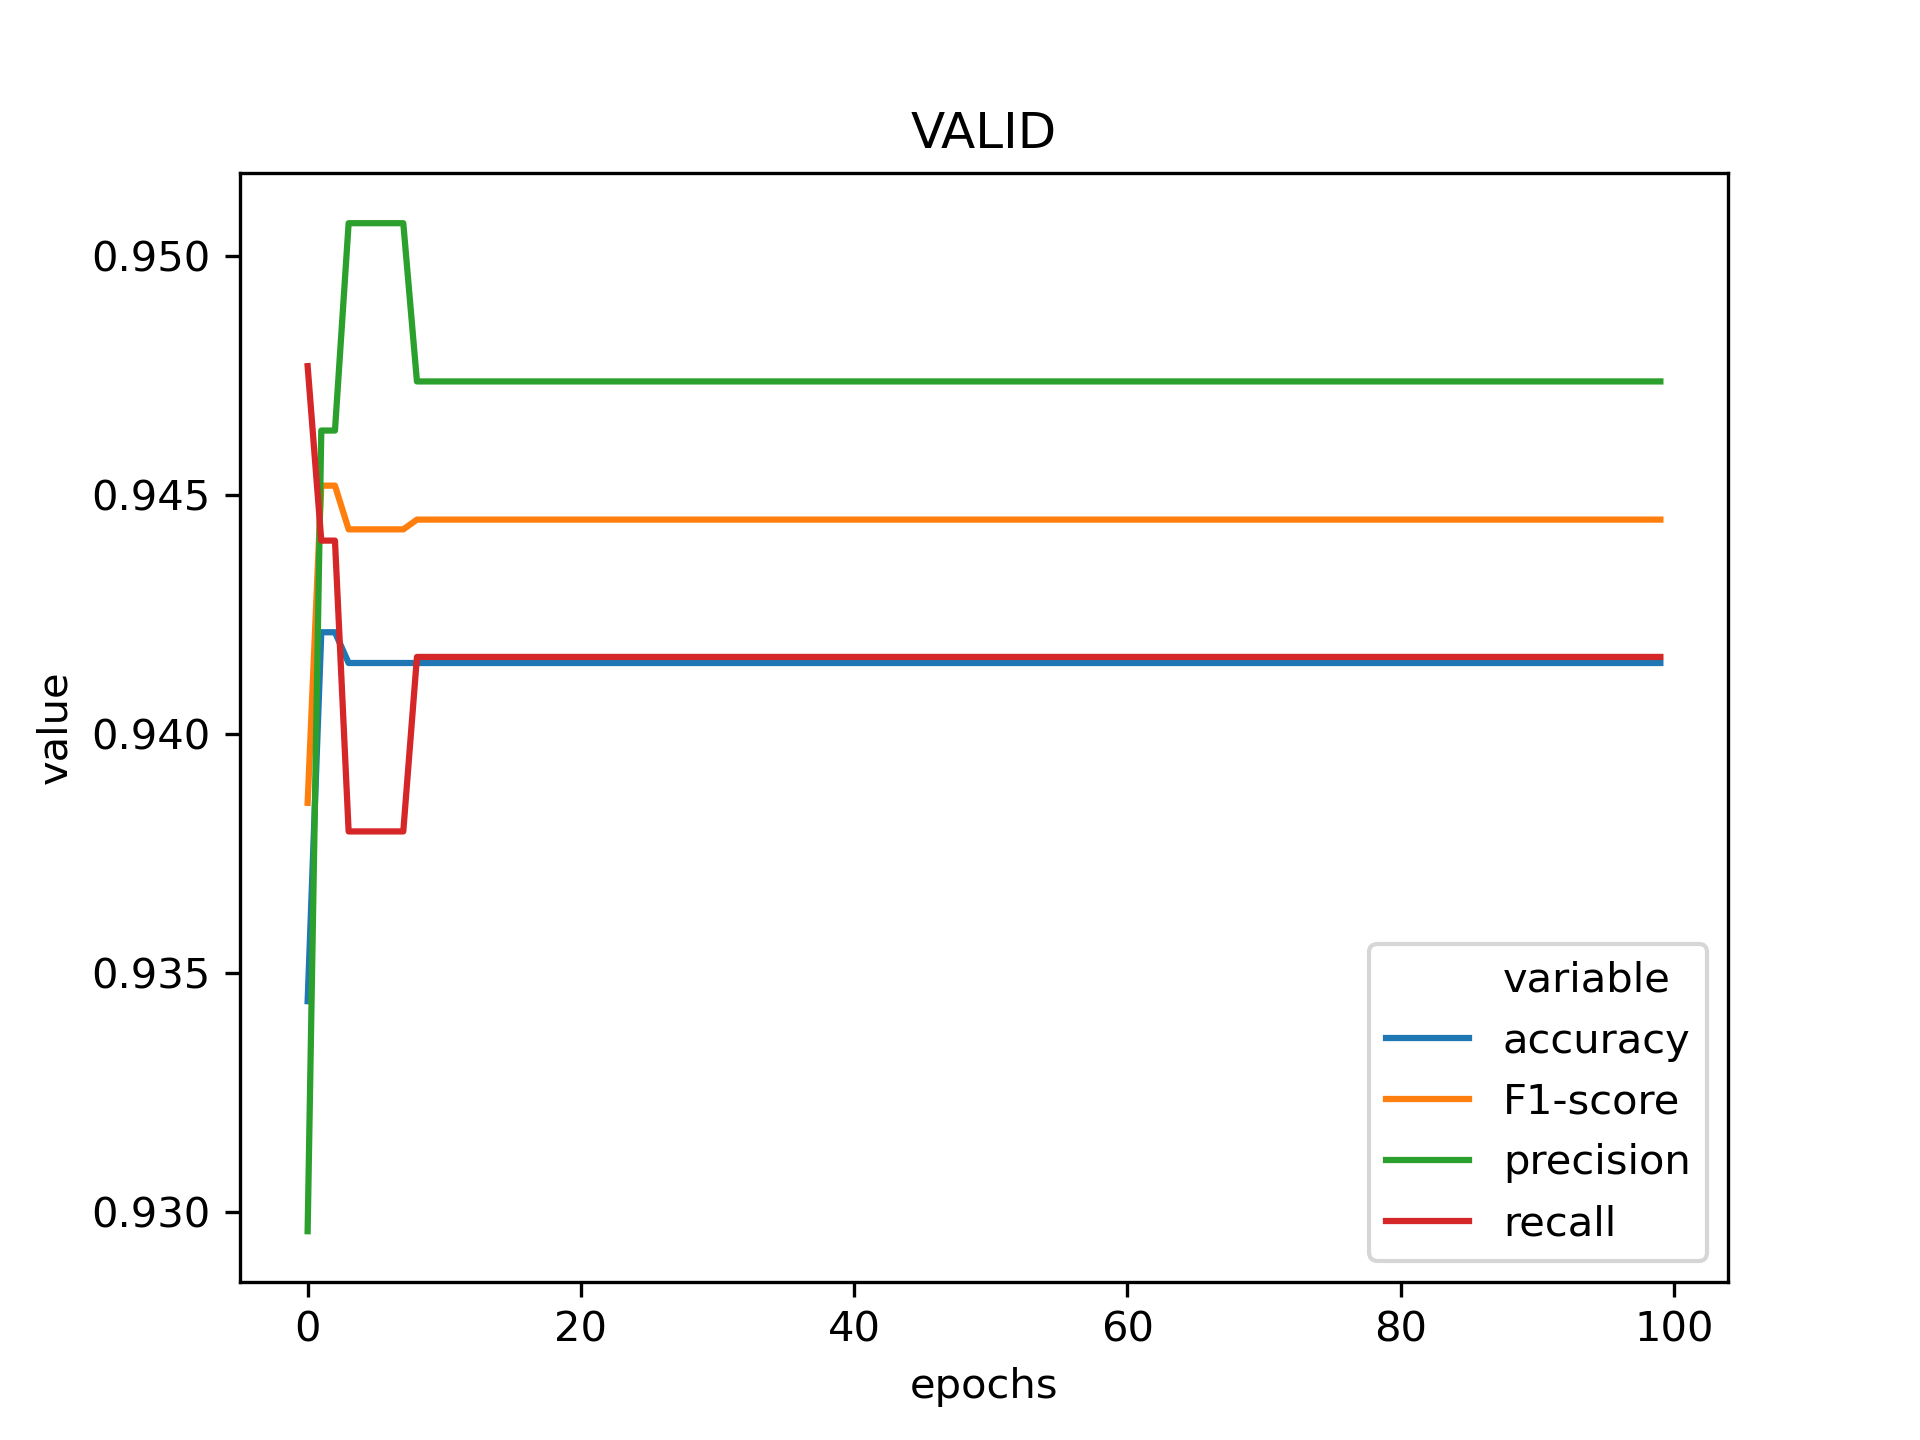 VALID
0.950
0.945
0.940
0.935
0.930
value
0 20 40 60 80 100
epochs
variable
accuracy
F1-score
precision
recall